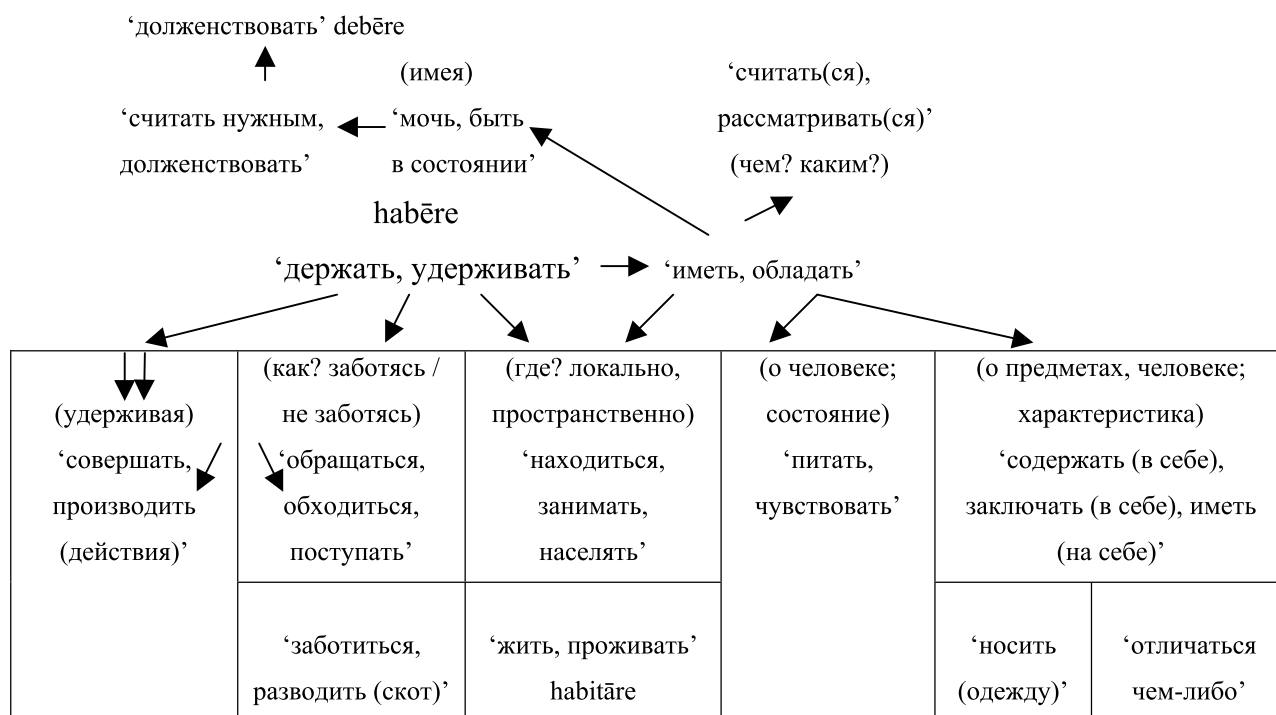 ‘долженствовать’ debēre
(имея)
‘считать нужным,
долженствовать’
‘мочь, быть
в состоянии’
‘считать(ся),
рассматривать(ся)’
(чем? каким?)
habēre
‘держать, удерживать’
‘иметь, обладать’
(удерживая)
‘совершать,
производить
(действия)’
(как? заботясь /
не заботясь)
‘обращаться,
обходиться,
поступать’
(где? локально,
пространственно)
‘находиться,
занимать,
населять’
(о человеке;
состояние)
‘питать,
чувствовать’
(о предметах, человеке;
характеристика)
‘содержать (в себе),
заключать (в себе), иметь
(на себе)’
‘заботиться,
разводить (скот)’
‘жить, проживать’
habitāre
‘носить
(одежду)’
‘отличаться
чем-либо’